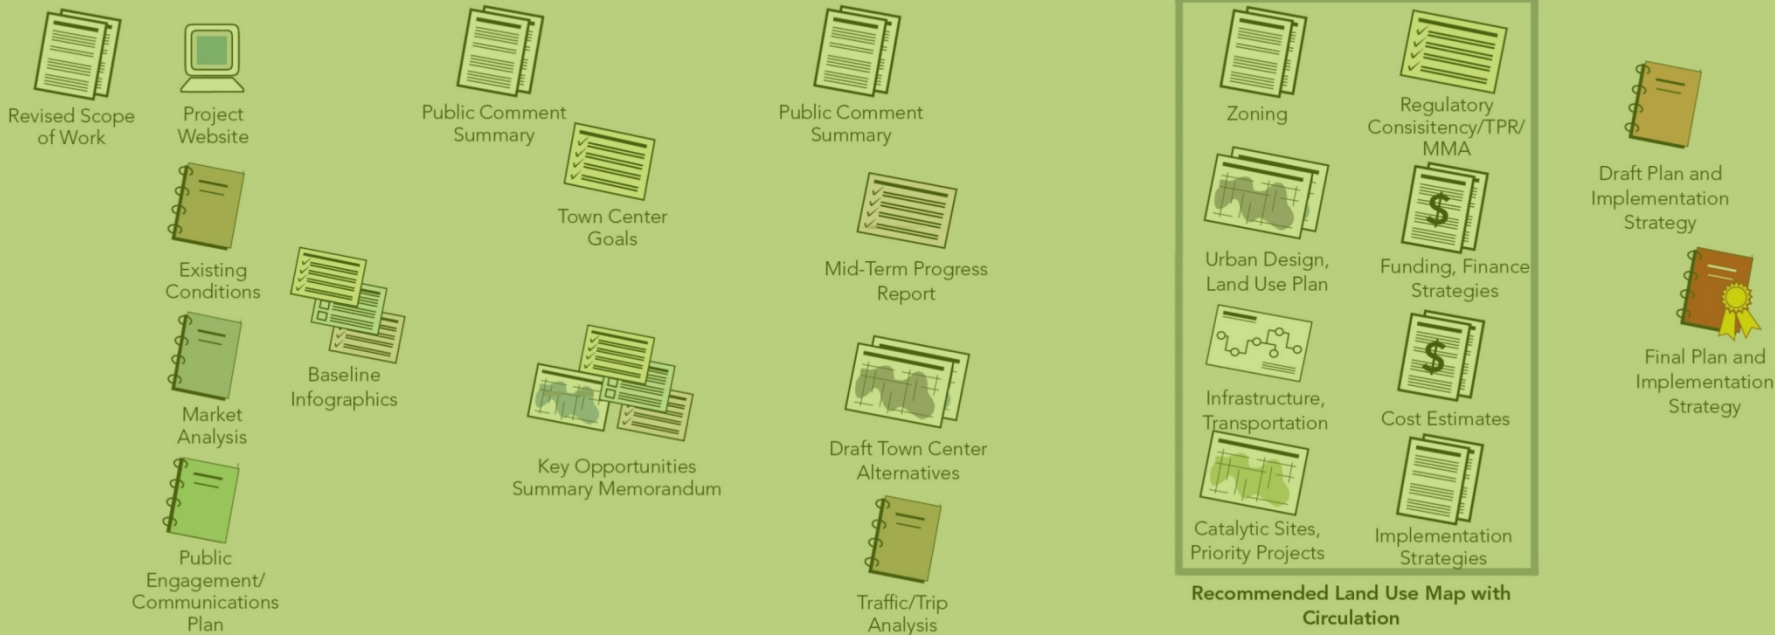 Revised Scope
of Work
Project
Website
Existing
Conditions
Market
Analysis
Public
Engagement/
Communications
Plan
Baseline
Infographics
Public Comment
Summary
Town Center
Goals
Key Opportunities
Summary Memorandum
Public Comment
Summary
Mid-Term Progress
Report
Draft Town Center
Alternatives
Traffic/Trip
Analysis
Zoning
Urban Design,
Land Use Plan
Infrastructure,
Transportation
Catalytic Sites,
Priority Projects
Regulatory
Consisitency/TPR/
MMA
$
Funding, Finance
Strategies
$
Cost Estimates
Implementation
Strategies
Recommended Land Use Map with
Circulation
Draft Plan and
Implementation
Strategy
Final Plan and
Implementation
Strategy